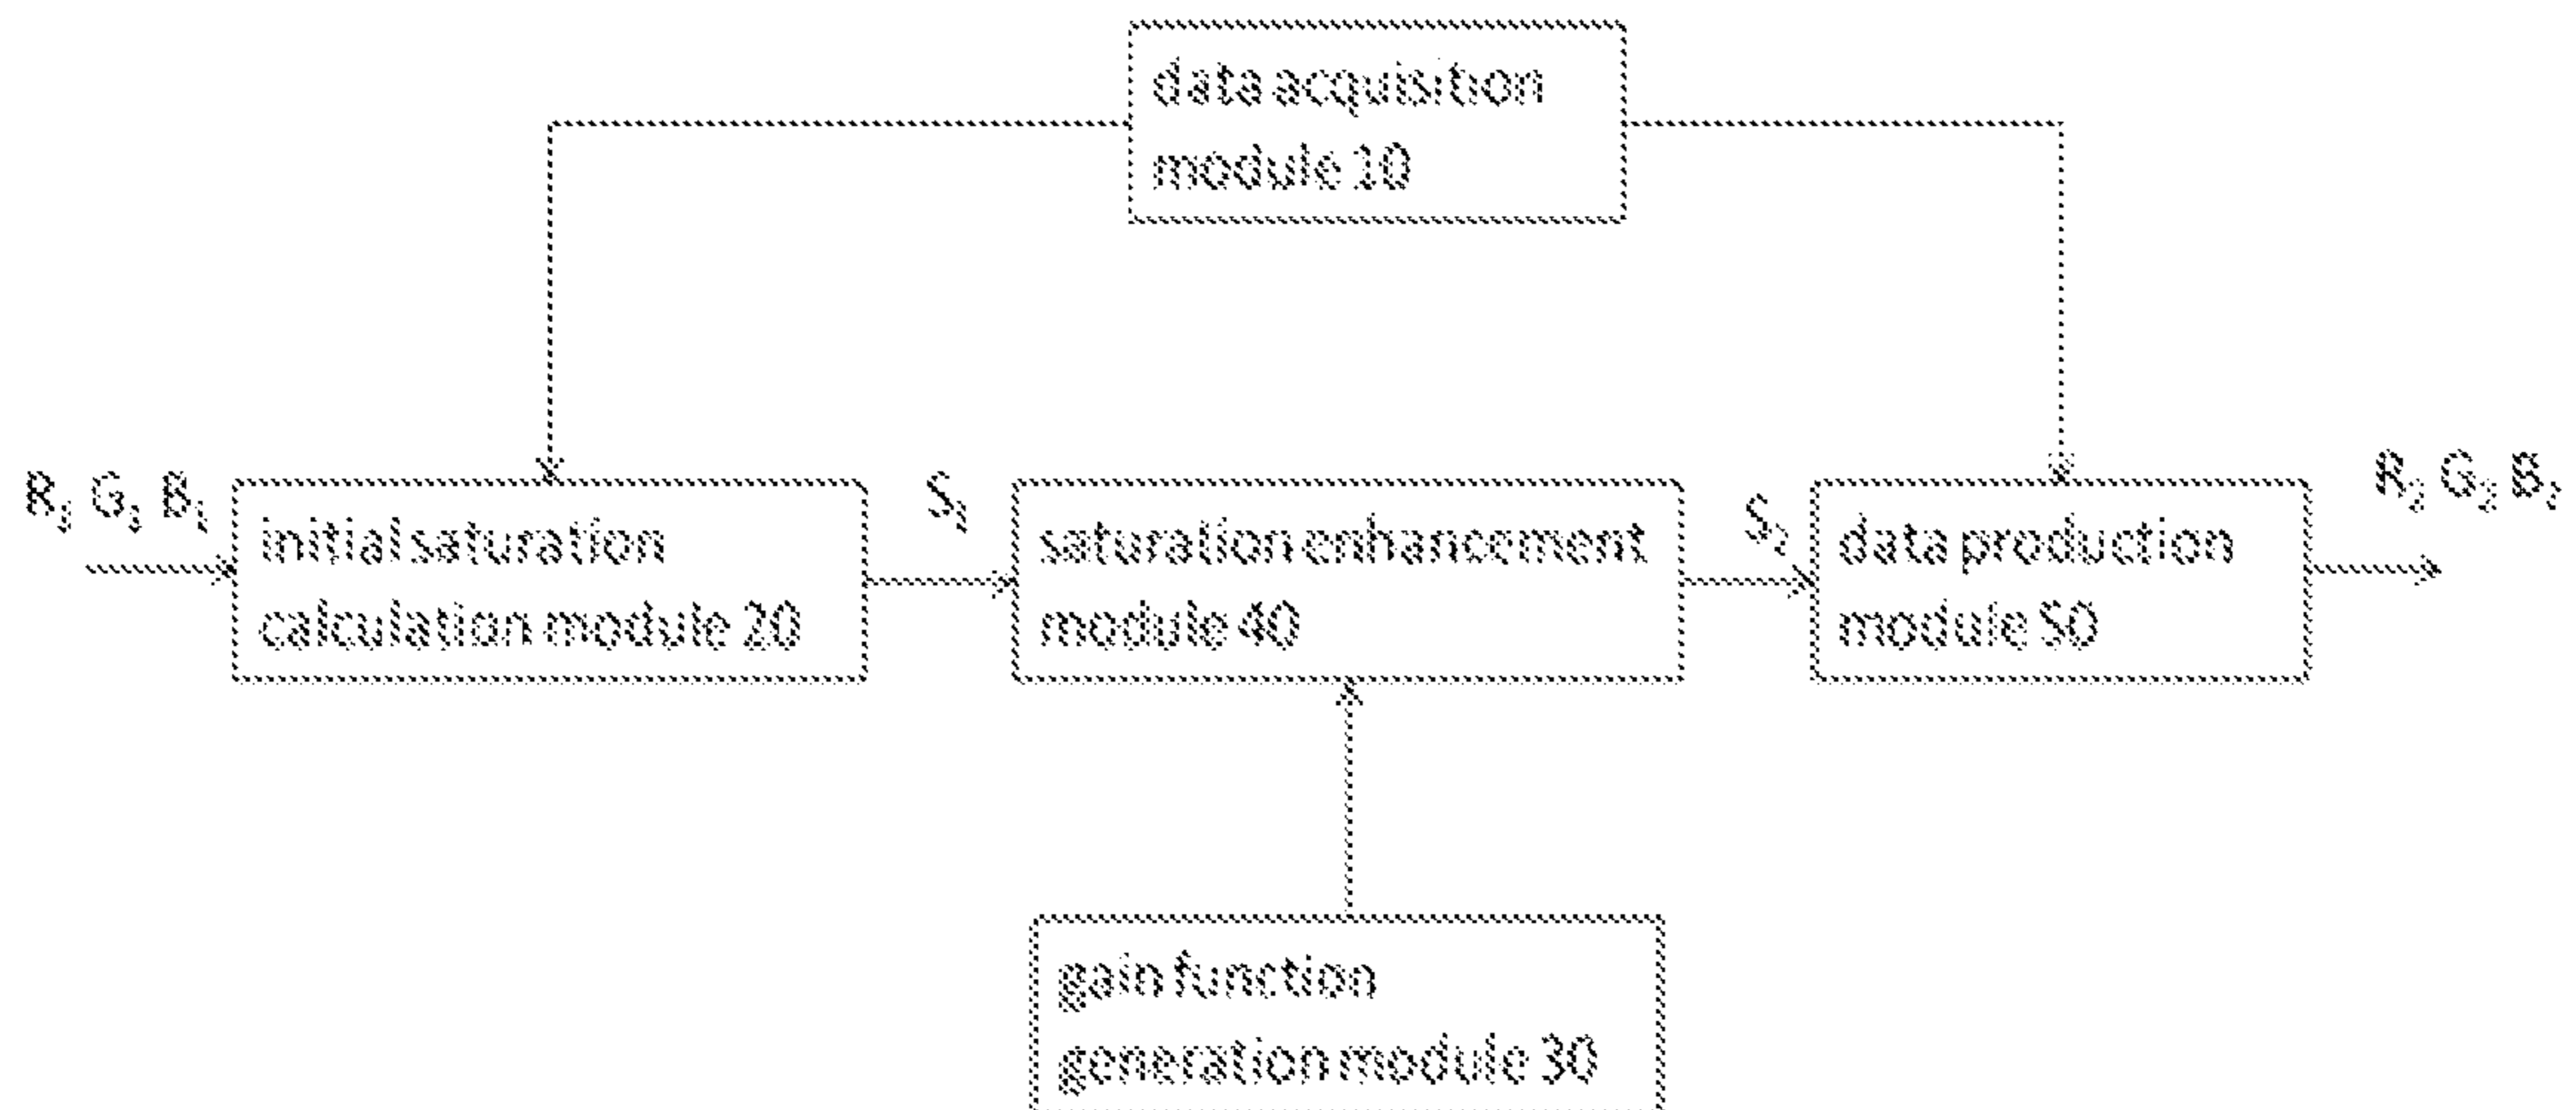 data acquisition
module 10
R₁ G₁ B₁
initial saturation
calculation module 20
S₁
saturation enhancement
module 40
S₂
data production
module 50
R₂ G₂ B₂
gain function
generation module 30